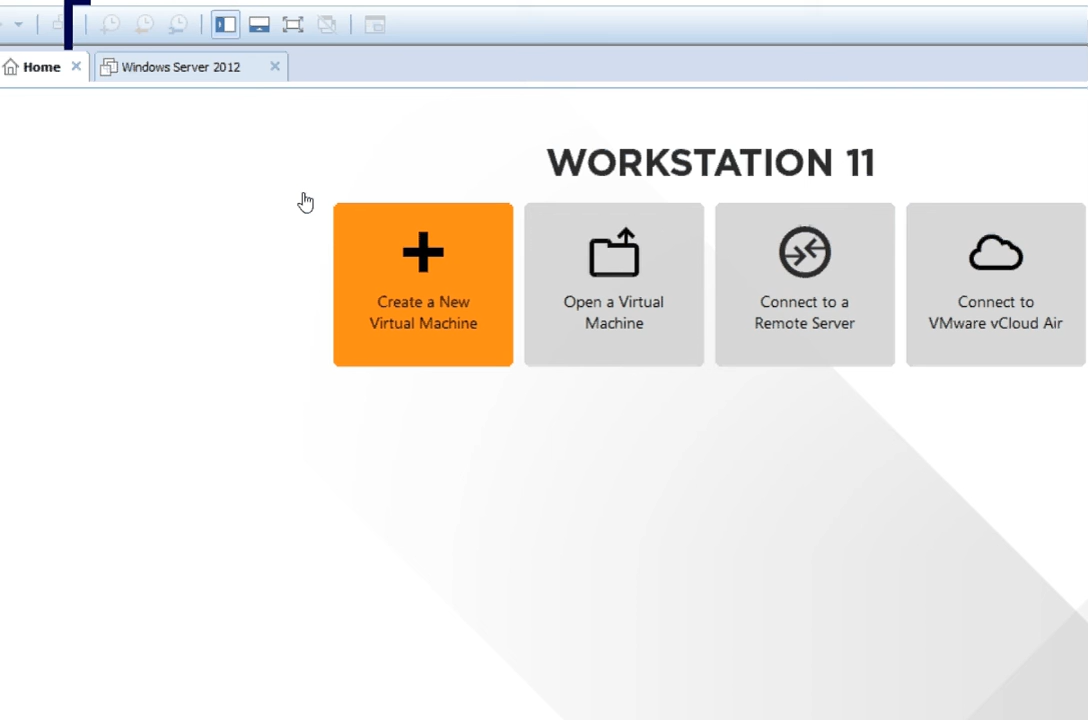 Home
Windows Server 2012
WORKSTATION 11
Create a New
Virtual Machine
Open a Virtual
Machine
Connect to a
Remote Server
Connect to
VMware vCloud Air